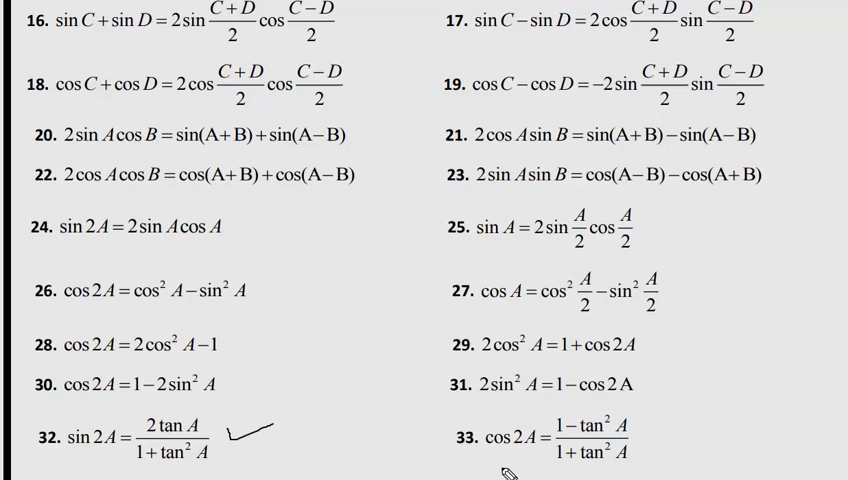 16. sin C + sin D = 2 sin (C+D)/2 cos (C−D)/2
17. sin C − sin D = 2 cos (C+D)/2 sin (C−D)/2
18. cos C + cos D = 2 cos (C+D)/2 cos (C−D)/2
19. cos C − cos D = −2 sin (C+D)/2 sin (C−D)/2
20. 2 sin A cos B = sin(A+B) + sin(A−B)
21. 2 cos A sin B = sin(A+B) − sin(A−B)
22. 2 cos A cos B = cos(A+B) + cos(A−B)
23. 2 sin A sin B = cos(A−B) − cos(A+B)
24. sin 2A = 2 sin A cos A
25. sin A = 2 sin A/2 cos A/2
26. cos 2A = cos² A − sin² A
27. cos A = cos² A/2 − sin² A/2
28. cos 2A = 2 cos² A − 1
29. 2 cos² A = 1 + cos 2A
30. cos 2A = 1 − 2 sin² A
31. 2 sin² A = 1 − cos 2A
32. sin 2A = 2 tan A / 1 + tan² A
33. cos 2A = 1 − tan² A / 1 + tan² A